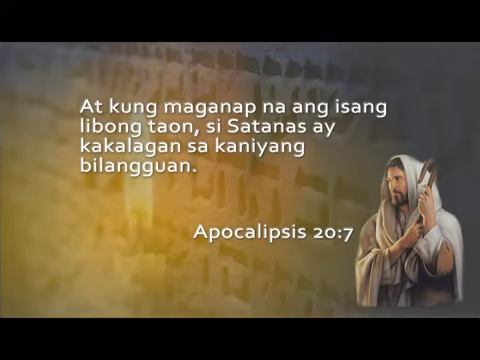 At kung maganap na ang isang
libong taon, si Satanas ay
kakalagan sa kaniyang
bilangguan.
Apocalipsis 20:7